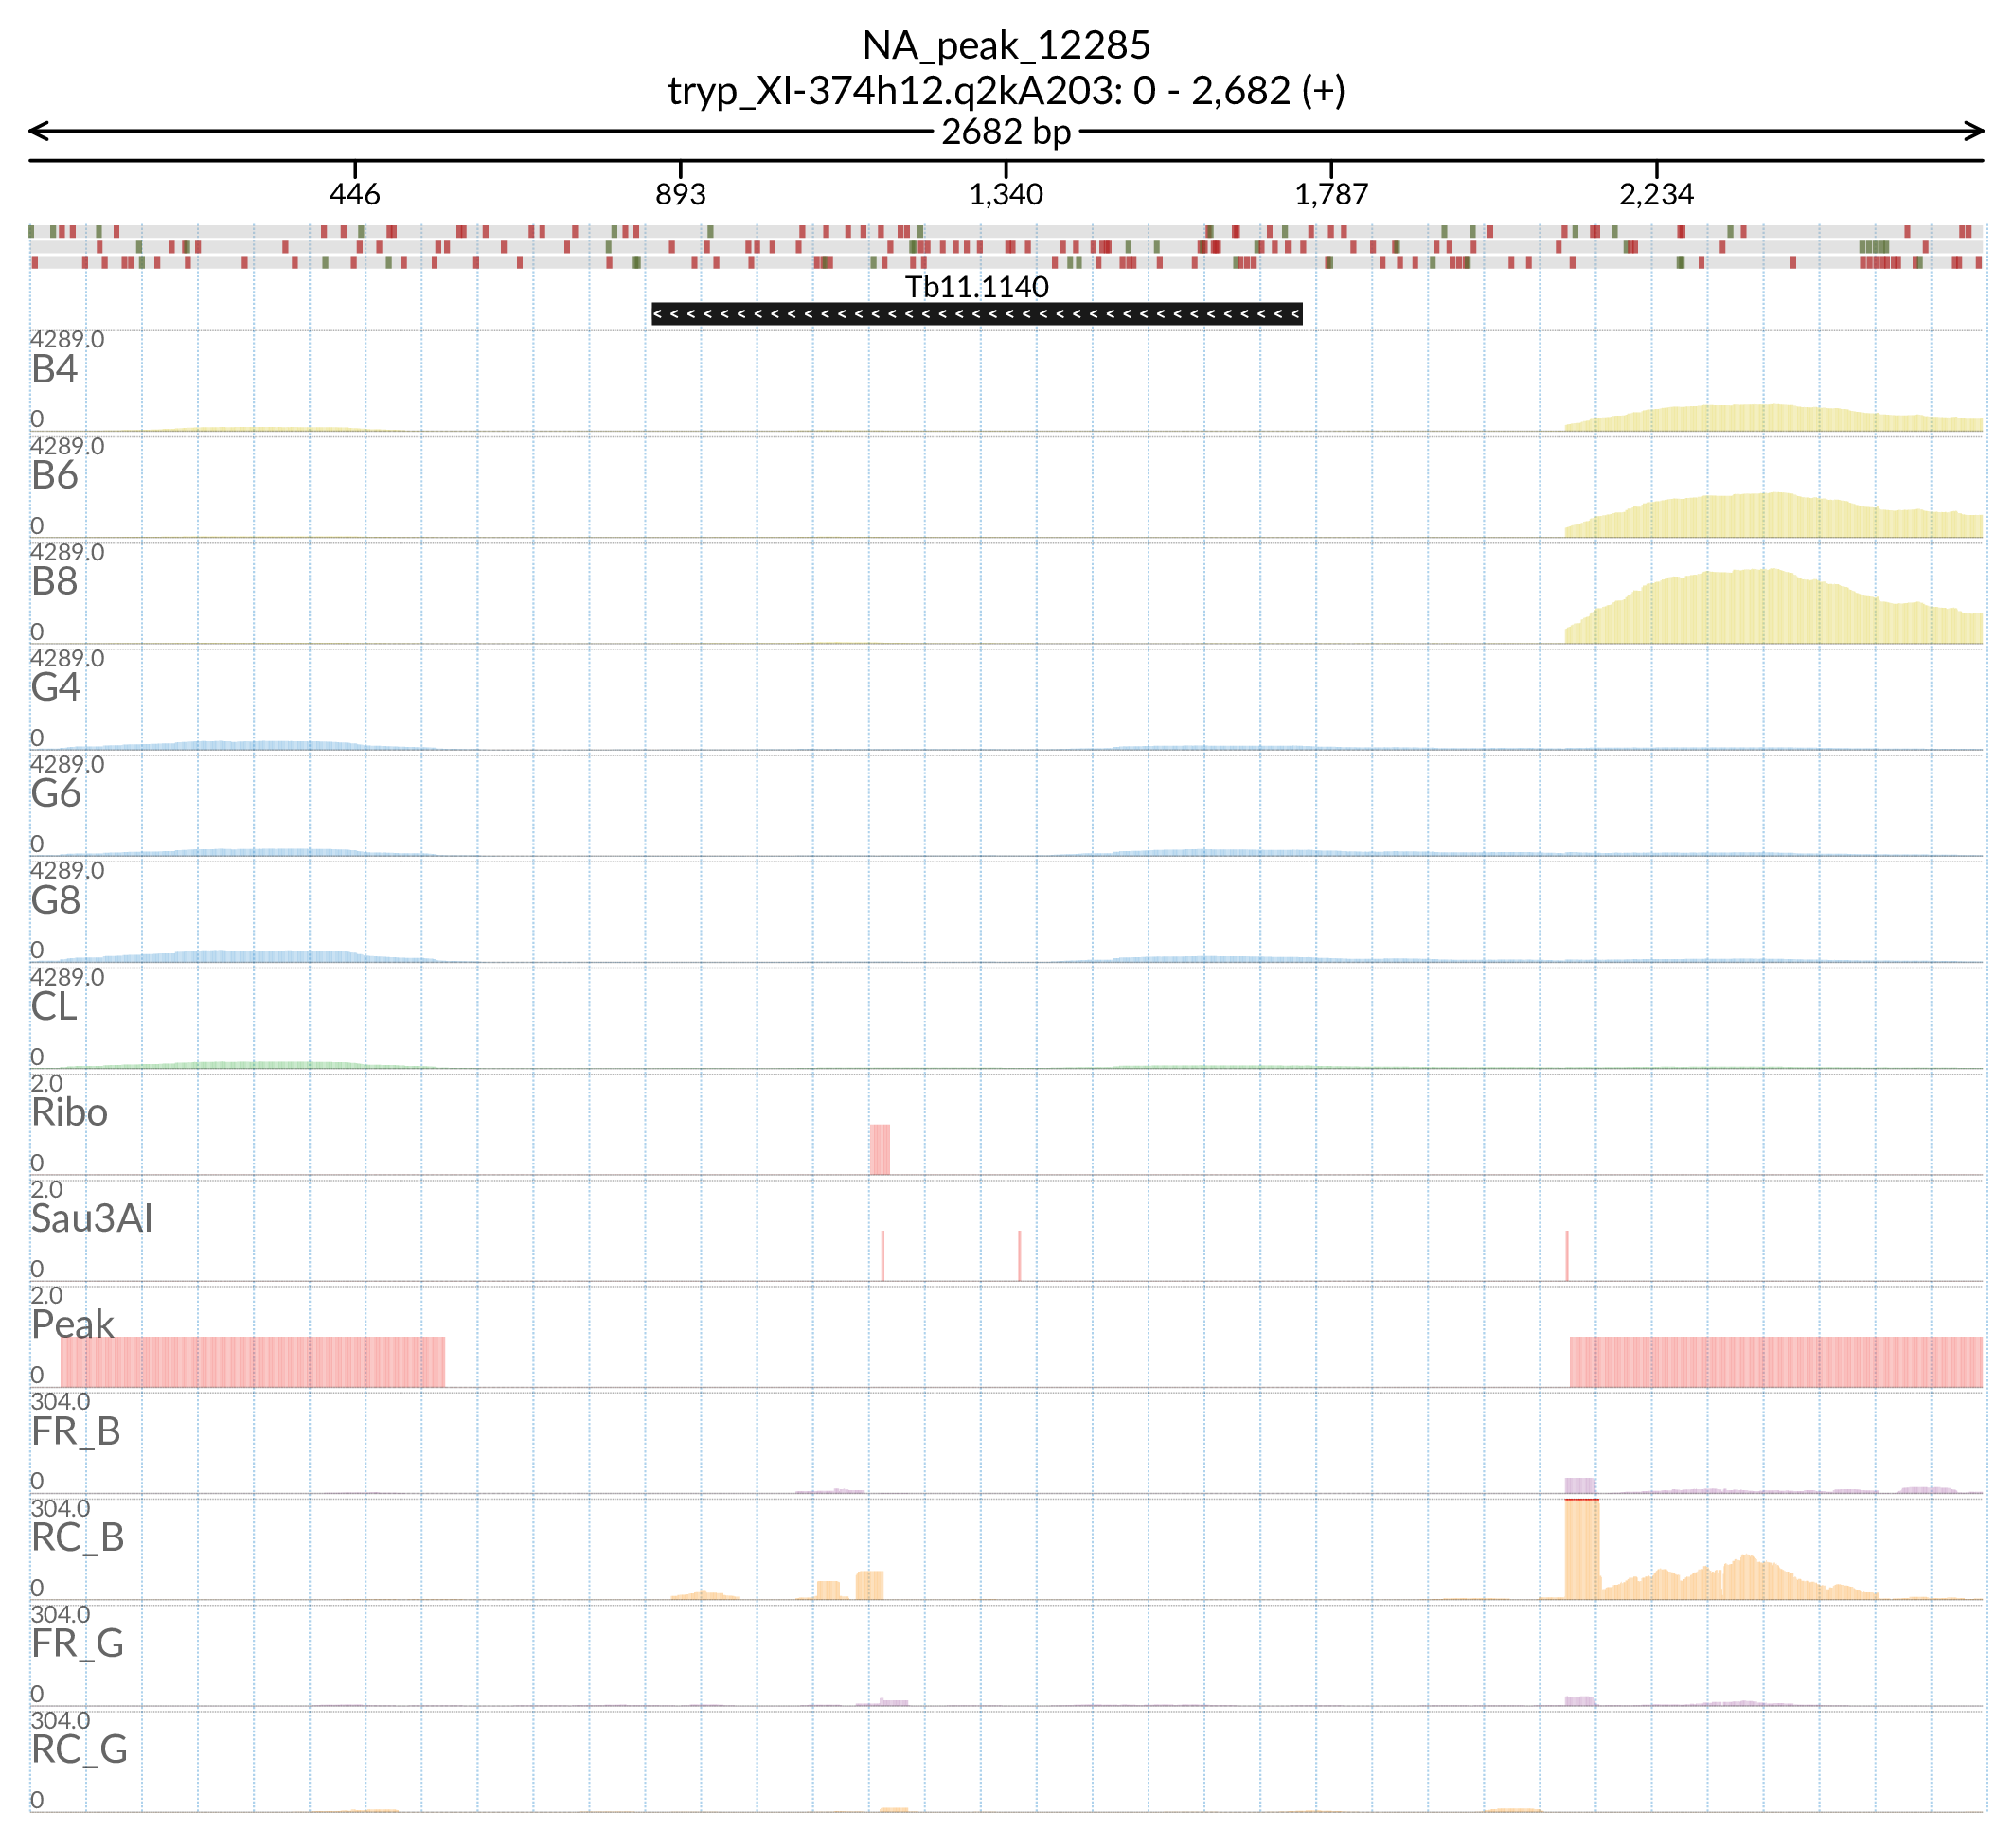 NA_peak_12285
tryp_XI-374h12.q2kA203: 0 - 2,682 (+)
2682 bp
446 893 1,340 1,787 2,234
Tb11.1140
< < < < < < < < < < < < < < < < < < < < < < < < < < < < < < < < < < < < < < <
4289.0
B4
0
4289.0
B6
0
4289.0
B8
0
4289.0
G4
0
4289.0
G6
0
4289.0
G8
0
4289.0
CL
0
2.0
Ribo
0
2.0
Sau3AI
0
2.0
Peak
0
304.0
FR_B
0
304.0
RC_B
0
304.0
FR_G
0
304.0
RC_G
0